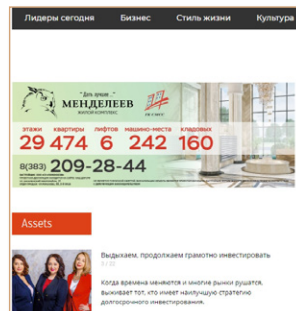 Лидеры сегодня Бизнес Стиль жизни Культура
"День лучше..."
МЕНДЕЛЕЕВ
ЖИЛОЙ КОМПЛЕКС
этажи квартиры лифтов машино-места кладовых
29 474 6 242 160
8(383) 209-28-44
Assets
Выдыхаем, продолжаем грамотно инвестировать
Когда времена меняются и многие рынки рушатся,
выживает тот, кто имеет наилучшую стратегию
долгосрочного инвестирования.